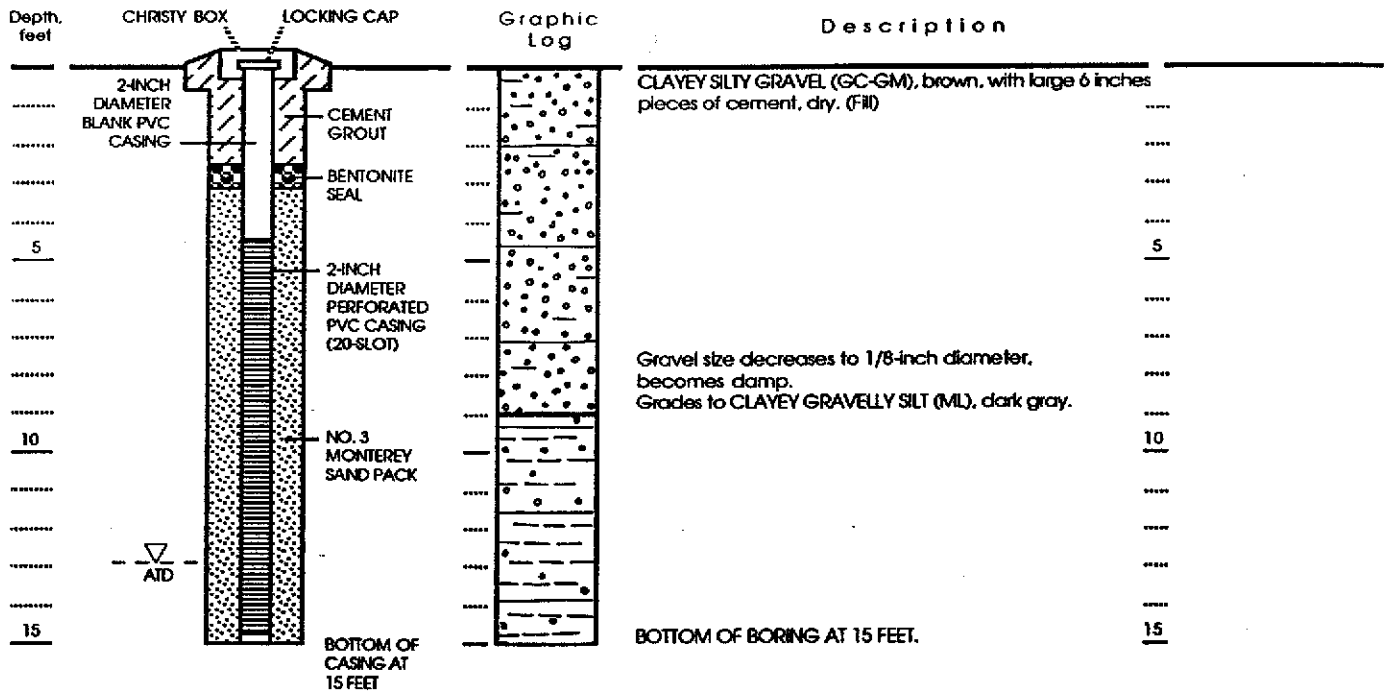 Depth,
feet
CHRISTY BOX
LOCKING CAP
Graphic
Log
Description
2-INCH
DIAMETER
BLANK PVC
CASING
CEMENT
GROUT
BENTONITE
SEAL
5
2-INCH
DIAMETER
PERFORATED
PVC CASING
(20-SLOT)
10
NO. 3
MONTEREY
SAND PACK
ATD
15
BOTTOM OF
CASING AT
15 FEET
CLAYEY SILTY GRAVEL (GC-GM), brown, with large 6 inches
pieces of cement, dry. (Fill)
Gravel size decreases to 1/8-inch diameter,
becomes damp.
Grades to CLAYEY GRAVELLY SILT (ML), dark gray.
BOTTOM OF BORING AT 15 FEET.
5
10
15